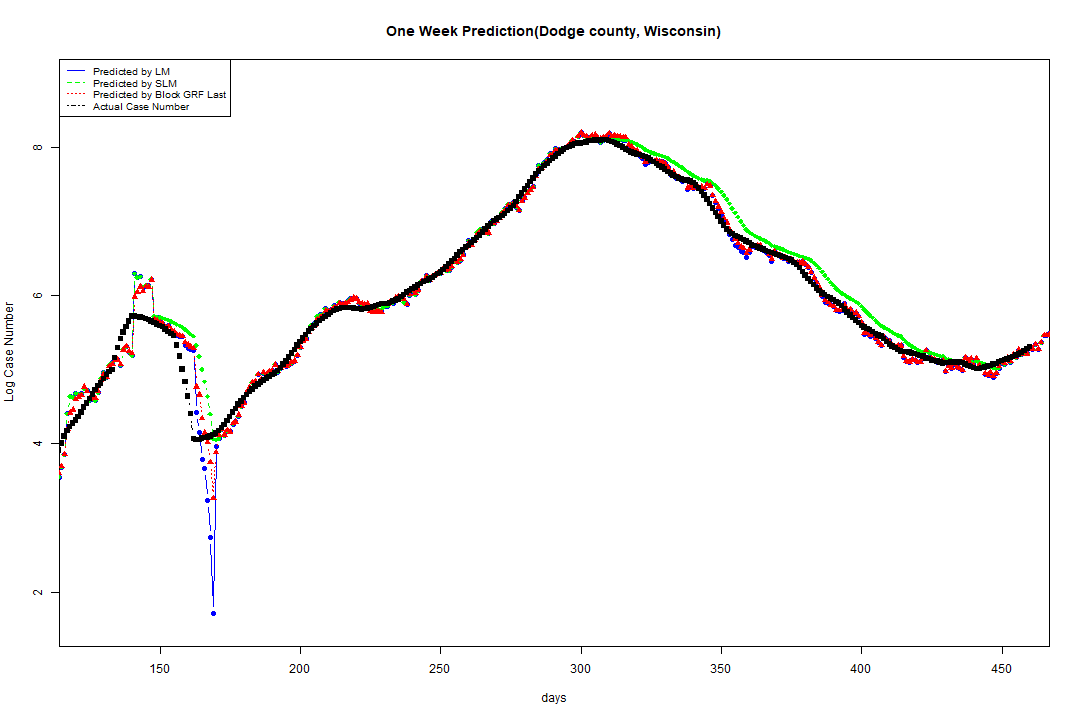 One Week Prediction(Dodge county, Wisconsin)
Predicted by LM
Predicted by SLM
Predicted by Block GRF Last
Actual Case Number
8
6
4
2
Log Case Number
150 200 250 300 350 400 450
days